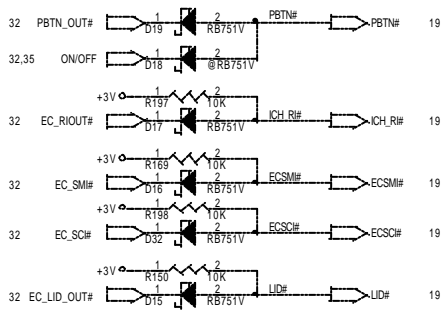 32 PBTN_OUT# 1 D19 2 RB751V PBTN# PBTN# 19
32,35 ON/OFF 1 D18 2 @RB751V
+3V 1 R197 2 10K
32 EC_RIOUT# 1 D17 2 RB751V ICH_RI# ICH_RI# 19
+3V 1 R169 2 10K
32 EC_SMI# 1 D16 2 RB751V ECSMI# ECSMI# 19
+3V 1 R198 2 10K
32 EC_SCI# 1 D32 2 RB751V ECSCI# ECSCI# 19
+3V 1 R150 2 10K
32 EC_LID_OUT# 1 D15 2 RB751V LID# LID# 19